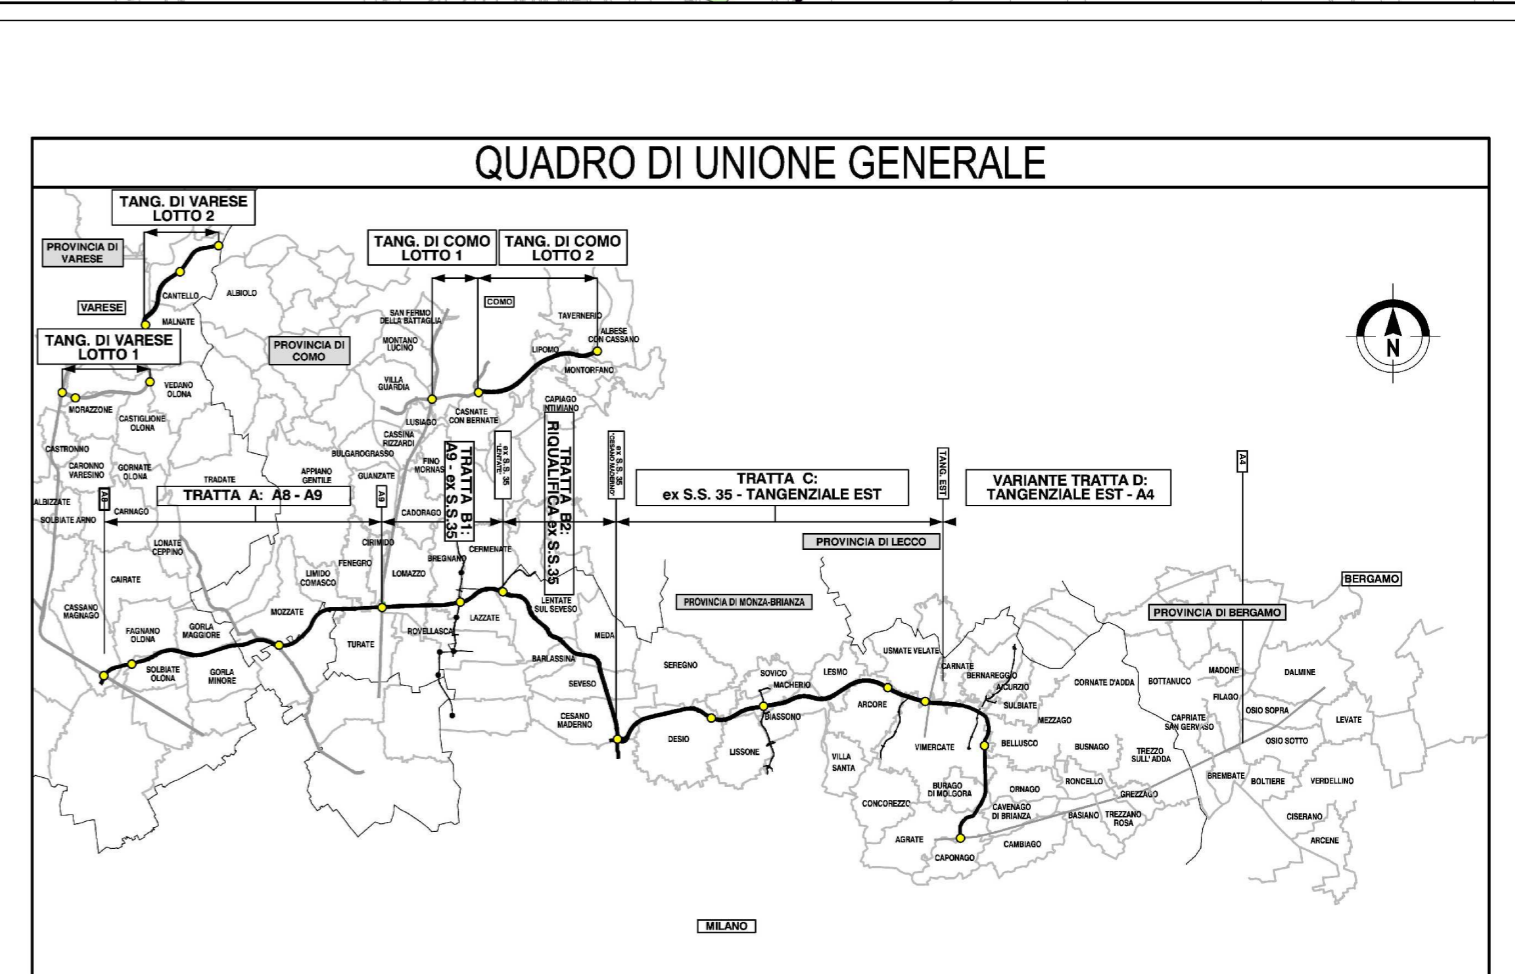 QUADRO DI UNIONE GENERALE
TANG. DI VARESE
LOTTO 2
PROVINCIA DI
VARESE
TANG. DI COMO
LOTTO 1
TANG. DI COMO
LOTTO 2
CANTELLO
ALBIOLO
VARESE
MALNATE
COMO
SAN FERMO
DELLA BATTAGLIA
TAVERNERIO
ALBESE
CON CASSANO
TANG. DI VARESE
LOTTO 1
PROVINCIA DI
COMO
MONTANO
LUCINO
LIPOMO
MONTORFANO
VILLA
GUARDIA
VEDANO
OLONA
MORAZZONE
CASTIGLIONE
OLONA
CAPIAGO
INTIMIANO
CASNATE
CON BERNATE
LUSIAGO
CASSINA
RIZZARDI
CASTRONNO
BULGAROGRASSO
CARONNO
VARESINO
GORNATE
OLONA
TRADATE
APPIANO
GENTILE
GUANZATE
FINO
MORNAS
TRATTA B1:
A9 - ex S.S.35
ex S.S. 35
"LENTATE"
TRATTA B2:
RIQUALIFICA ex S.S.35
ex S.S. 35
"CESANO MADERNO"
TRATTA C:
ex S.S. 35 - TANGENZIALE EST
TANG. EST
VARIANTE TRATTA D:
TANGENZIALE EST - A4
A4
ALBIZZATE
A8
TRATTA A: A8 - A9
A9
SOLBIATE ARNO
CARNAGO
CADORAGO
LONATE
CEPPINO
CIRIMIDO
CERMENATE
BREGNANO
FENEGRO
LOMAZZO
PROVINCIA DI LECCO
CAIRATE
LIMIDO
COMASCO
BERGAMO
CASSANO
MAGNAGO
MOZZATE
LENTATE
SUL SEVESO
PROVINCIA DI MONZA-BRIANZA
PROVINCIA DI BERGAMO
FAGNANO
OLONA
GORLA
MAGGIORE
TURATE
ROVELLASCA
LAZZATE
MEDA
SOLBIATE
OLONA
GORLA
MINORE
BARLASSINA
SEVESO
SEREGNO
SOVICO
MACHERIO
LESMO
USMATE VELATE
CARNATE
BERNAREGGIO
AICURZIO
CORNATE D'ADDA
BOTTANUCO
MADONE
DALMINE
FILAGO
CESANO
MADERNO
DESIO
BIASSONO
LISSONE
ARCORE
SULBIATE
MEZZAGO
CAPRIATE
SAN GERVASO
OSIO SOPRA
LEVATE
OSIO SOTTO
VILLA
SANTA
VIMERCATE
BELLUSCO
BUSNAGO
TREZZO
SULL' ADDA
BREMBATE
BOLTIERE
VERDELLINO
CONCOREZZO
BURAGO
DI MOLGORA
ORNAGO
RONCELLO
GREZZAGO
CAVENAGO
DI BRIANZA
BASIANO
TREZZANO
ROSA
CISERANO
ARCENE
AGRATE
CAPONAGO
CAMBIAGO
MILANO
N